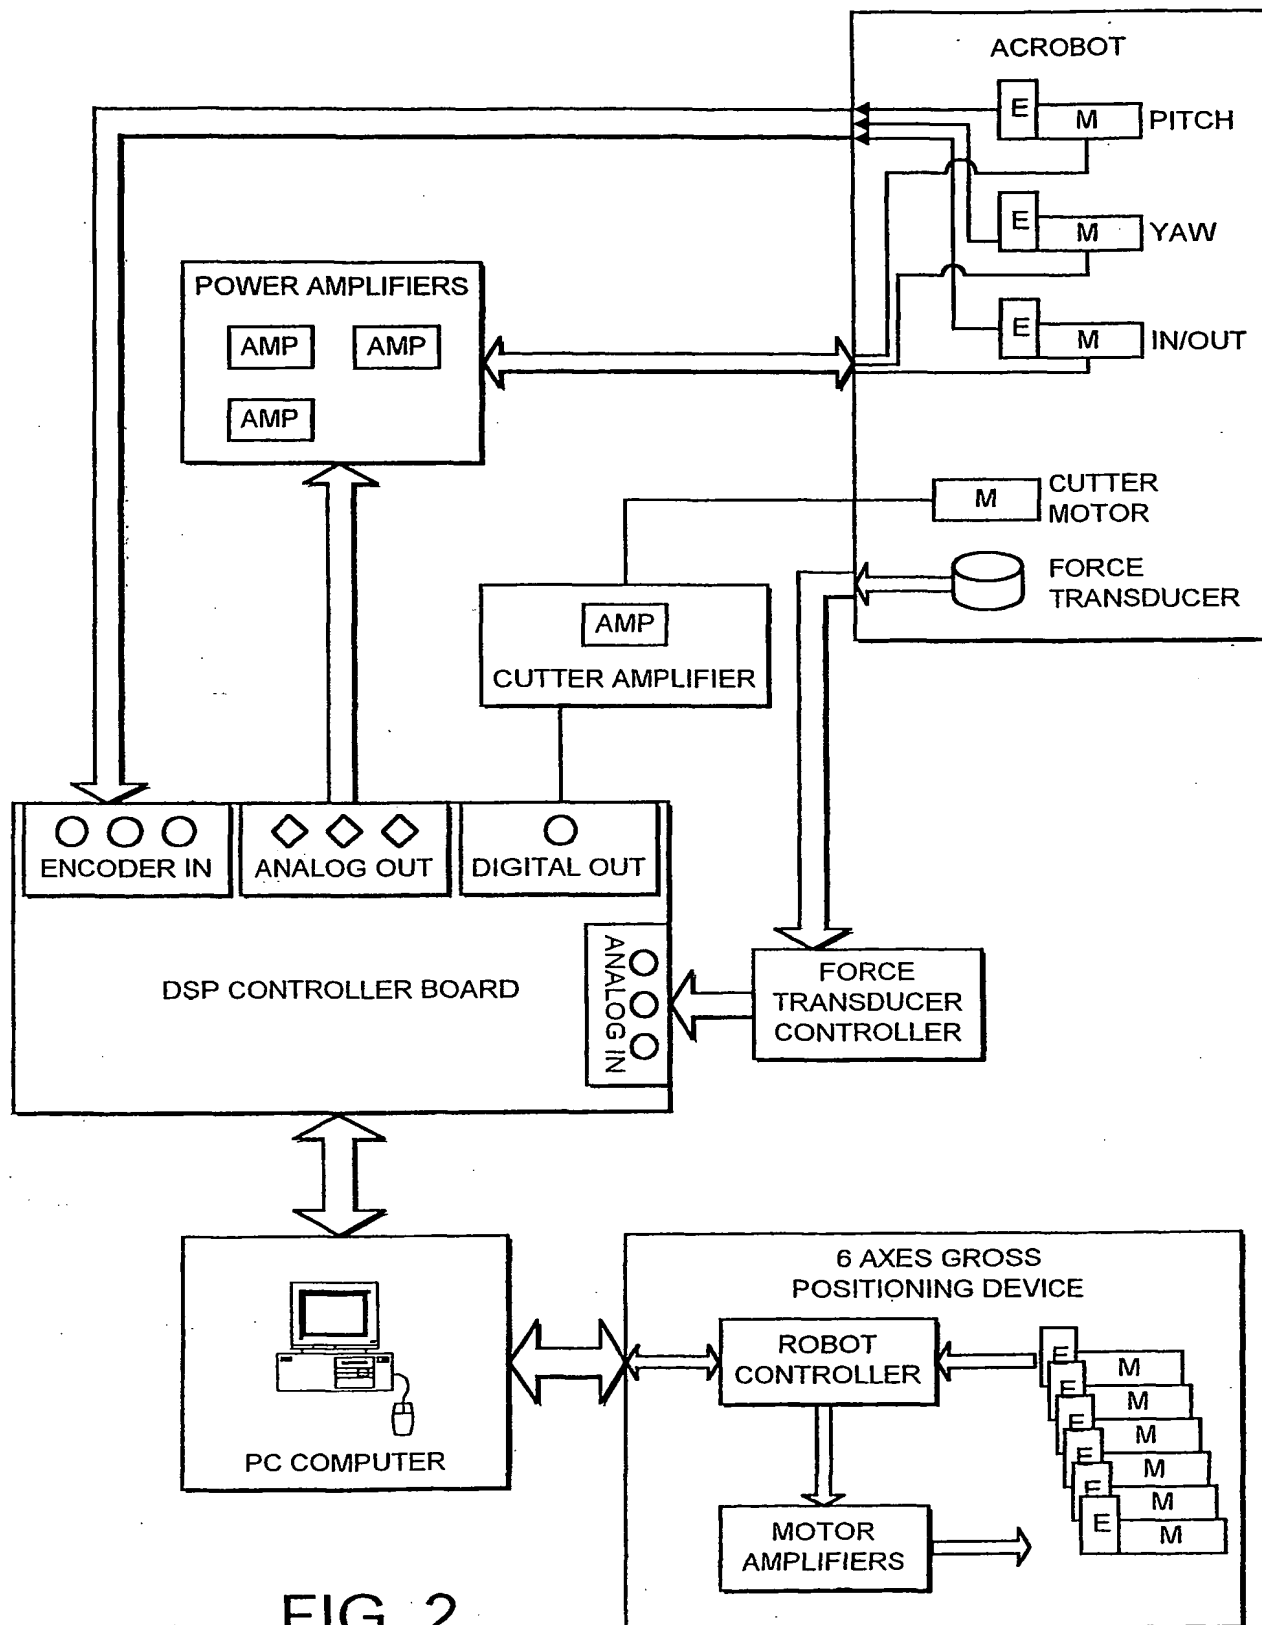 ACROBOT
E
M
PITCH
E
M
YAW
E
M
IN/OUT
POWER AMPLIFIERS
AMP
AMP
AMP
M
CUTTER
MOTOR
FORCE
TRANSDUCER
AMP
CUTTER AMPLIFIER
ENCODER IN
ANALOG OUT
DIGITAL OUT
ANALOG IN
DSP CONTROLLER BOARD
FORCE
TRANSDUCER
CONTROLLER
PC COMPUTER
6 AXES GROSS
POSITIONING DEVICE
ROBOT
CONTROLLER
MOTOR
AMPLIFIERS
E
M
E
M
E
M
E
M
E
M
E
M
FIG. 2